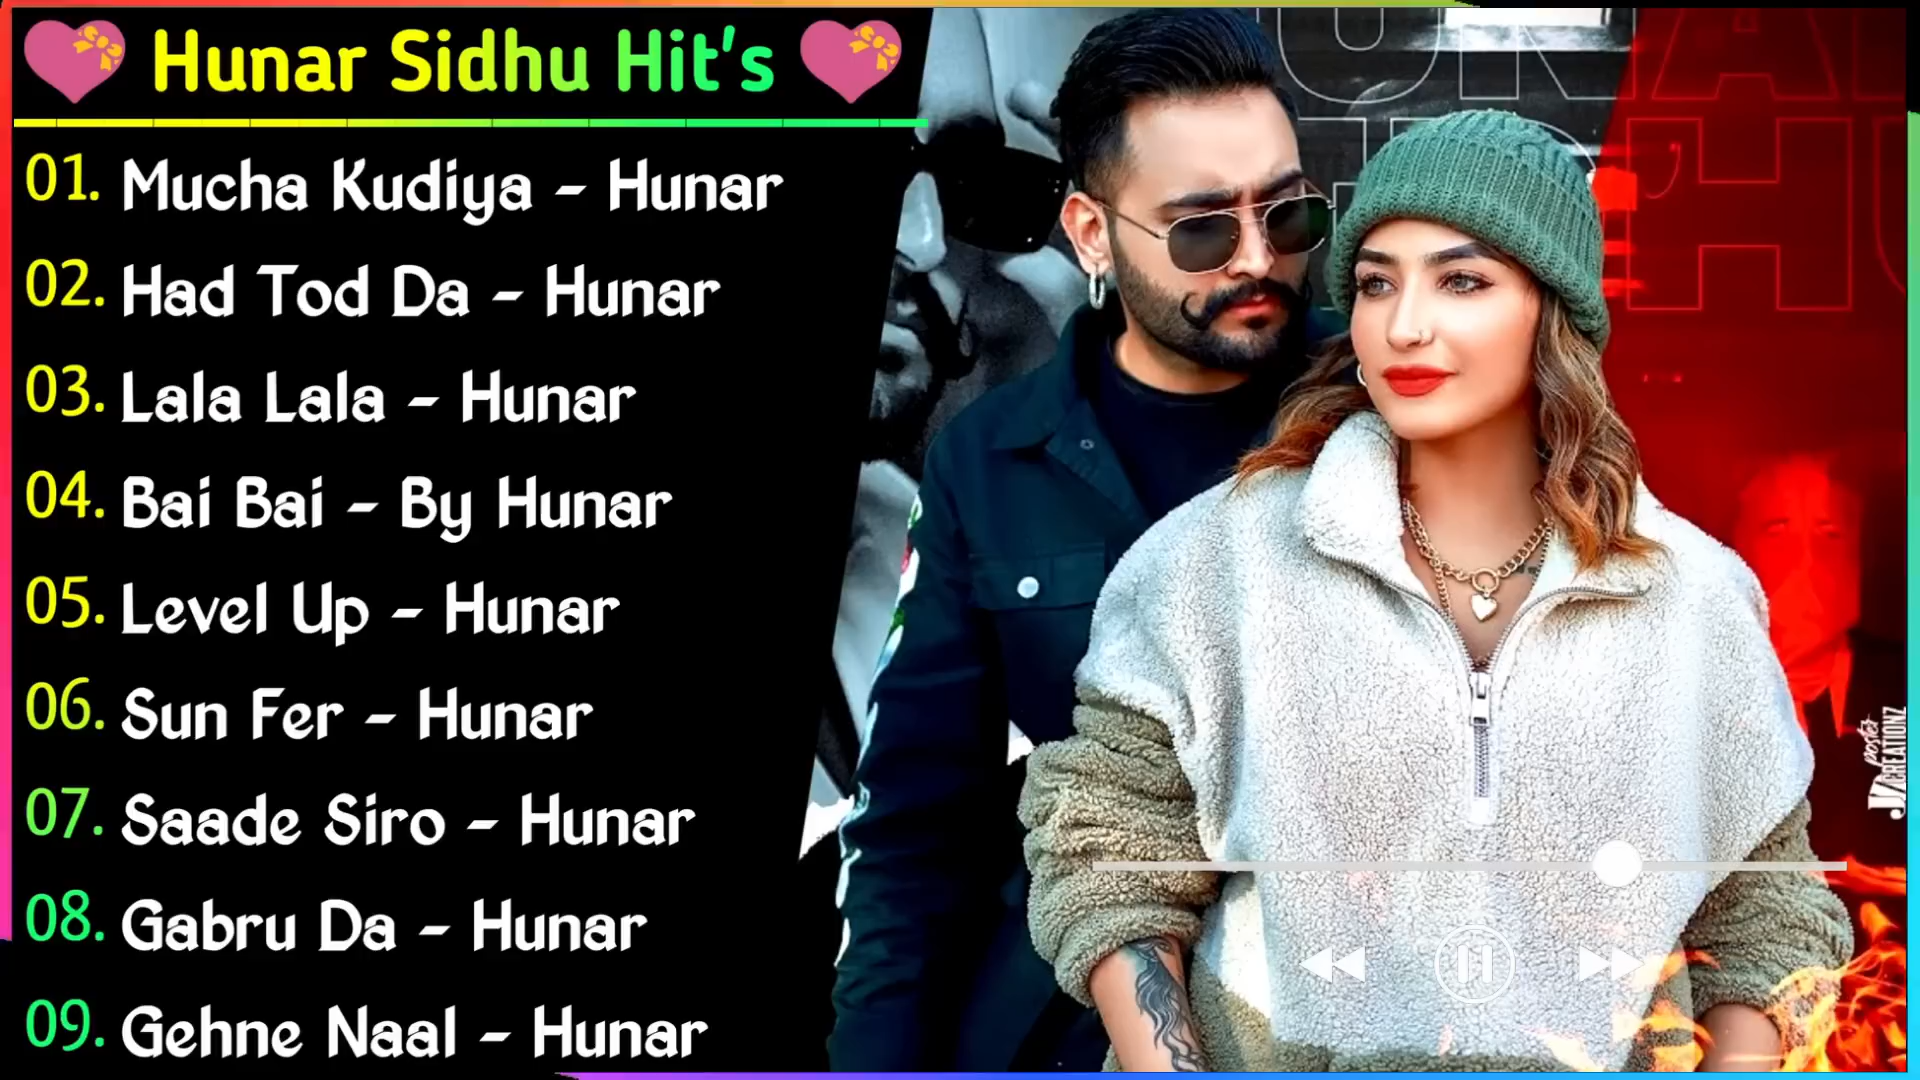 Hunar Sidhu Hit's
01. Mucha Kudiya - Hunar
02. Had Tod Da - Hunar
03. Lala Lala - Hunar
04. Bai Bai - By Hunar
05. Level Up - Hunar
06. Sun Fer - Hunar
07. Saade Siro - Hunar
08. Gabru Da - Hunar
09. Gehne Naal - Hunar
poster
CREATIONZ